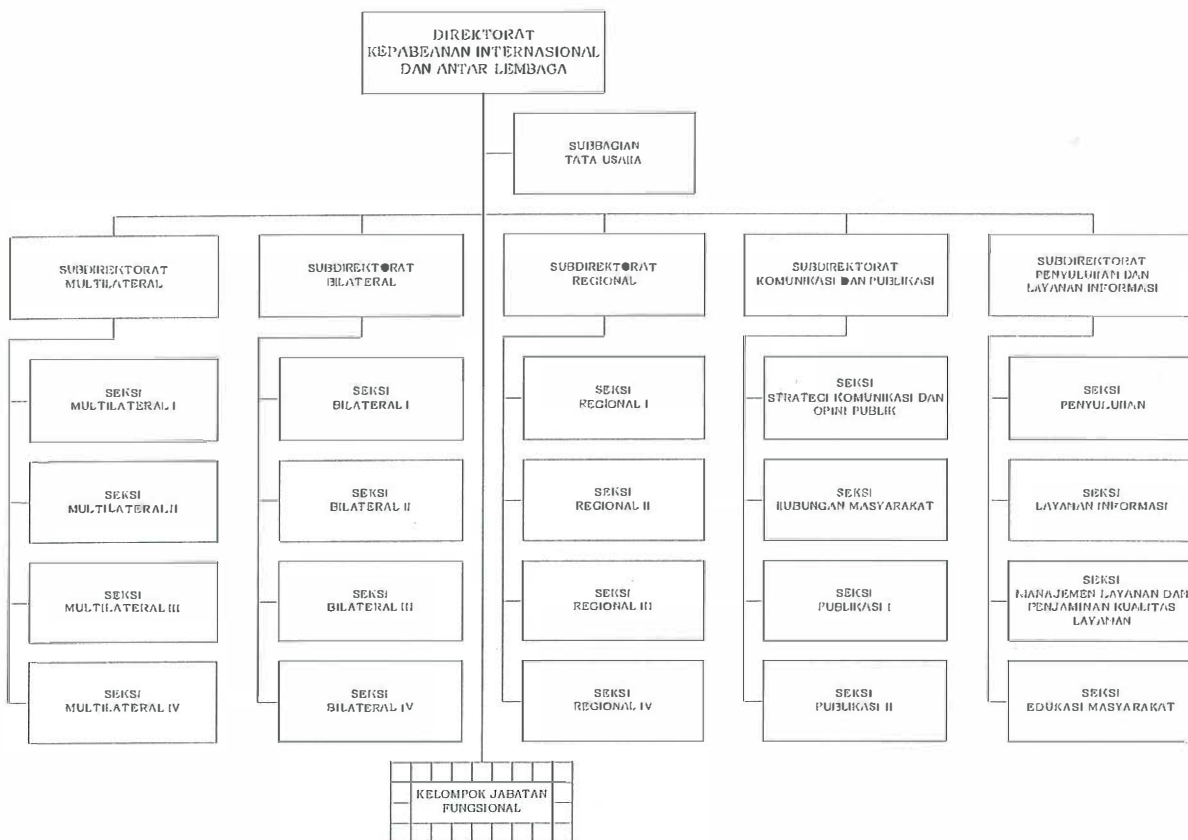 DIREKTORAT
KEPABEANAN INTERNASIONAL
DAN ANTAR LEMBAGA
SUBBAGIAN
TATA USAHA
SUBDIREKTORAT
MULTILATERAL
SUBDIREKTORAT
BILATERAL
SUBDIREKTORAT
REGIONAL
SUBDIREKTORAT
KOMUNIKASI DAN PUBLIKASI
SUBDIREKTORAT
PENYULUHAN DAN
LAYANAN INFORMASI
SEKSI
MULTILATERAL I
SEKSI
BILATERAL I
SEKSI
REGIONAL I
SEKSI
STRATEGI KOMUNIKASI DAN
OPINI PUBLIK
SEKSI
PENYULUHAN
SEKSI
MULTILATERAL II
SEKSI
BILATERAL II
SEKSI
REGIONAL II
SEKSI
HUBUNGAN MASYARAKAT
SEKSI
LAYANAN INFORMASI
SEKSI
MULTILATERAL III
SEKSI
BILATERAL III
SEKSI
REGIONAL III
SEKSI
PUBLIKASI I
SEKSI
MANAJEMEN LAYANAN DAN
PENJAMINAN KUALITAS
LAYANAN
SEKSI
MULTILATERAL IV
SEKSI
BILATERAL IV
SEKSI
REGIONAL IV
SEKSI
PUBLIKASI II
SEKSI
EDUKASI MASYARAKAT
KELOMPOK JABATAN
FUNGSIONAL